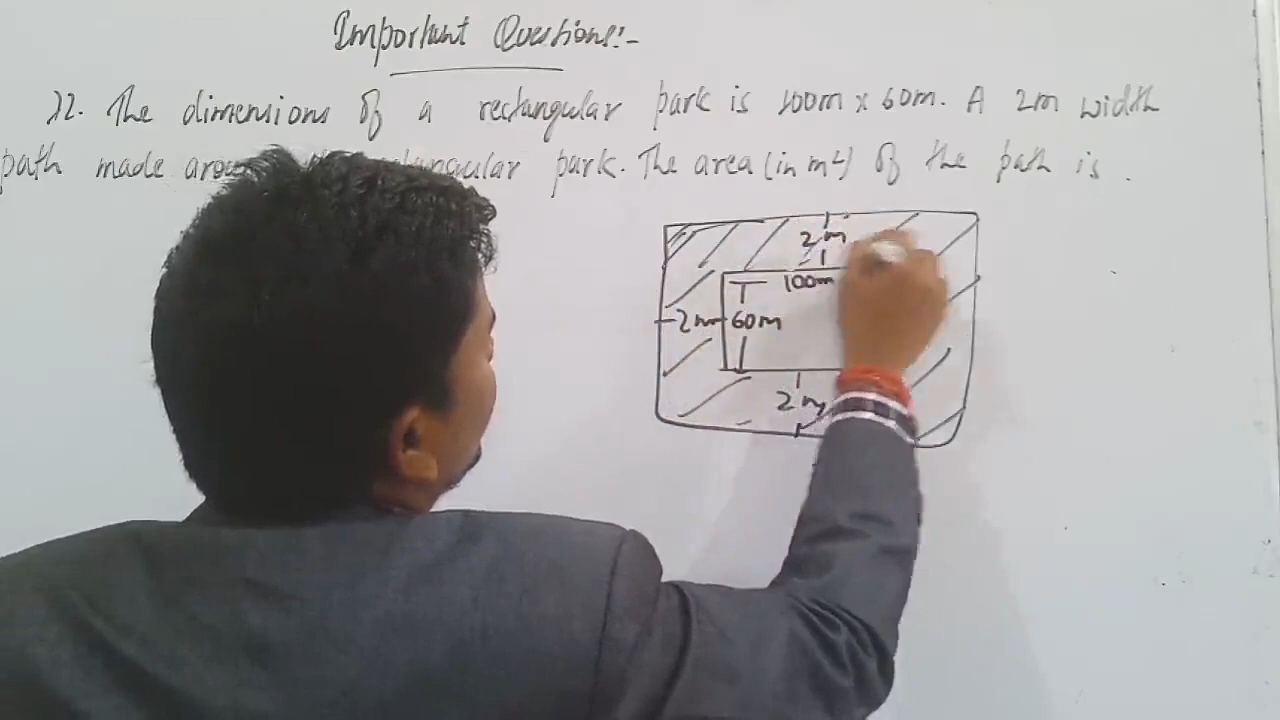 Important Questions:-
22. The dimensions of a rectangular park is 100m x 60m. A 2m width
path made park. The area (in m²) of the path is.
2m
100m
2m 60m
2m